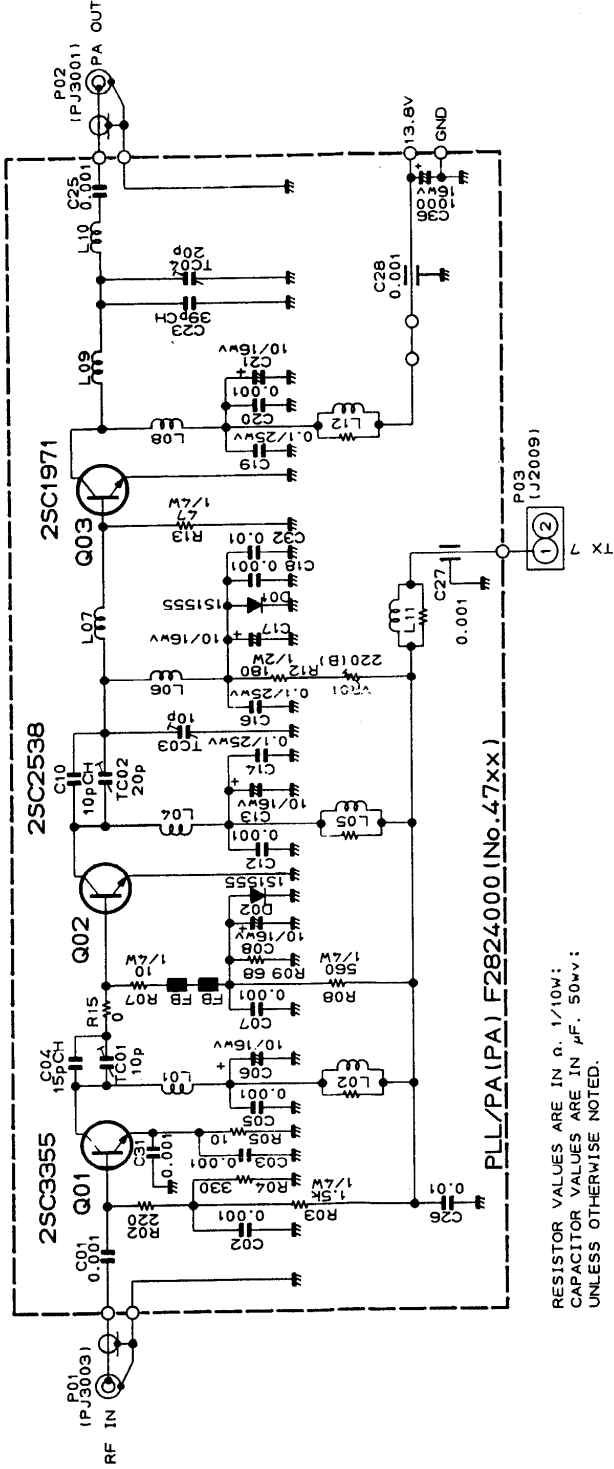 RF IN
P01
(PJ3003)
C01
0.001
2SC3355
Q01
R02
220
C02
0.001
R03
1.5K
1/4W
R04
330
C03
0.001
R05
10
C31
0.001
C26
0.01
C04
15pCH
TC01
10p
L01
C05
0.001
C06
10/16wv
+
L02
R15
0
R07
10
1/4W
FB
FB
C07
0.001
R08
560
1/4W
R09 68
C08
10/16wv
+
D02
1S1555
2SC2538
Q02
C10
10pCH
TC02
20p
L04
C12
0.001
C13
10/16wv
+
C14
0.1/25wv
L05
TC03
10p
L06
C16
0.1/25wv
R12
180
1/2W
VR01
220(B)
C17
10/16wv
+
D01
1S1555
C18 0.001
C32 0.01
L07
R13
47
1/4W
2SC1971
Q03
L08
C19
0.1/25wv
C20
0.001
C21
10/16wv
+
L12
L09
C23
39pCH
TC04
20p
L10
C25
0.001
P02
(PJ3001)
PA OUT
13.8V
GND
C36
1000
16wv
+
C28
0.001
L11
C27
0.001
P03
(J2009)
1 2
TX 7
PLL/PA(PA) F2824000(No.47xx)
RESISTOR VALUES ARE IN Ω. 1/10W;
CAPACITOR VALUES ARE IN μF. 50wv;
UNLESS OTHERWISE NOTED.